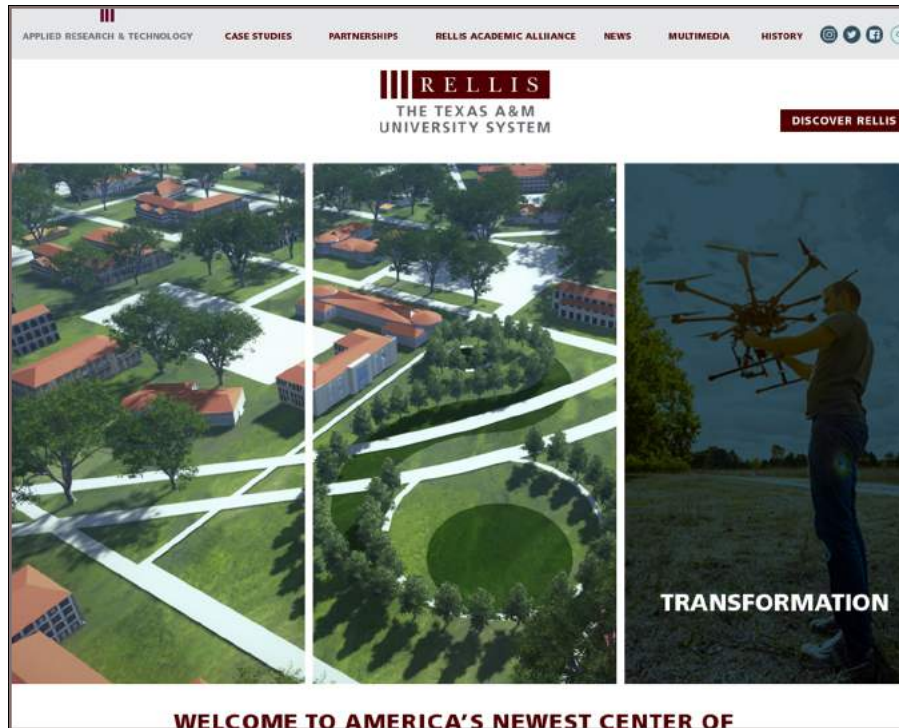 APPLIED RESEARCH & TECHNOLOGY CASE STUDIES PARTNERSHIPS RELLIS ACADEMIC ALLIIANCE NEWS MULTIMEDIA HISTORY
RELLIS
THE TEXAS A&M
UNIVERSITY SYSTEM
DISCOVER RELLIS
TRANSFORMATION
WELCOME TO AMERICA'S NEWEST CENTER OF